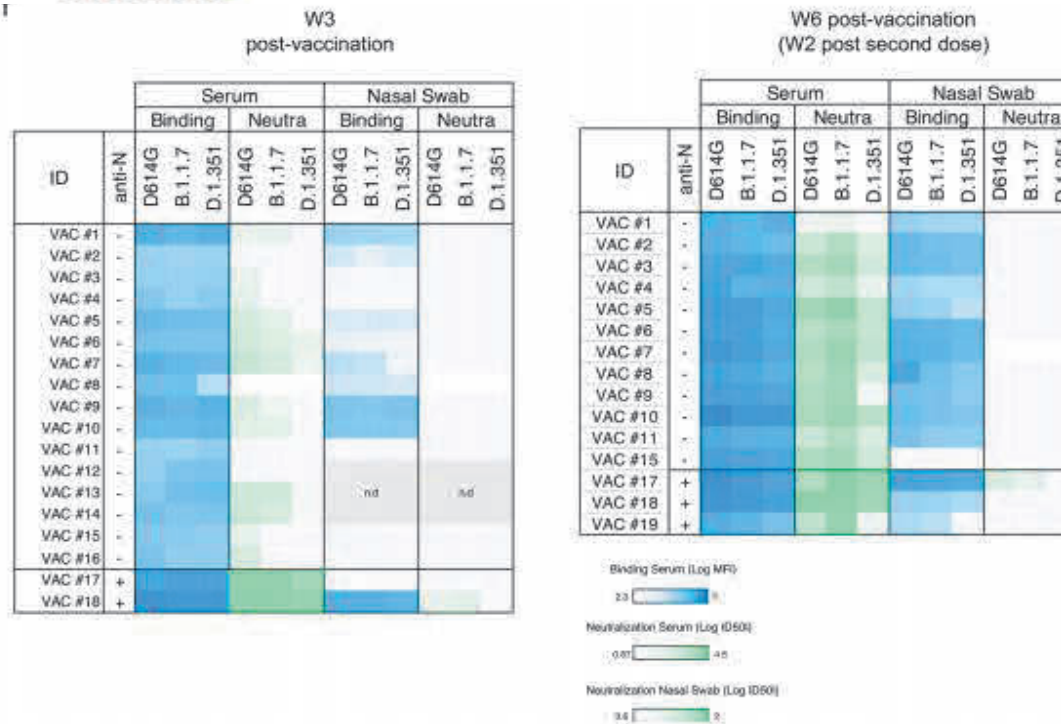 W3
post-vaccination
Serum Nasal Swab
Binding Neutra Binding Neutra
ID anti-N D614G B.1.1.7 D.1.351 D614G B.1.1.7 D.1.351 D614G B.1.1.7 D.1.351 D614G B.1.1.7 D.1.351
VAC #1 -
VAC #2 -
VAC #3 -
VAC #4 -
VAC #5 -
VAC #6 -
VAC #7 -
VAC #8 -
VAC #9 -
VAC #10 -
VAC #11 -
VAC #12 -
VAC #13 - n.d n.d
VAC #14 -
VAC #15 -
VAC #16 -
VAC #17 +
VAC #18 +
W6 post-vaccination
(W2 post second dose)
Serum Nasal Swab
Binding Neutra Binding Neutra
ID anti-N D614G B.1.1.7 D.1.351 D614G B.1.1.7 D.1.351 D614G B.1.1.7 D.1.351 D614G B.1.1.7
VAC #1 -
VAC #2 -
VAC #3 -
VAC #4 -
VAC #5 -
VAC #6 -
VAC #7 -
VAC #8 -
VAC #9 -
VAC #10 -
VAC #11 -
VAC #15 -
VAC #17 +
VAC #18 +
VAC #19 +
Binding Serum (Log MFI)
2.3
Neutralization Serum (Log ID50)
0.87 4.5
Neutralization Nasal Swab (Log ID50)
2